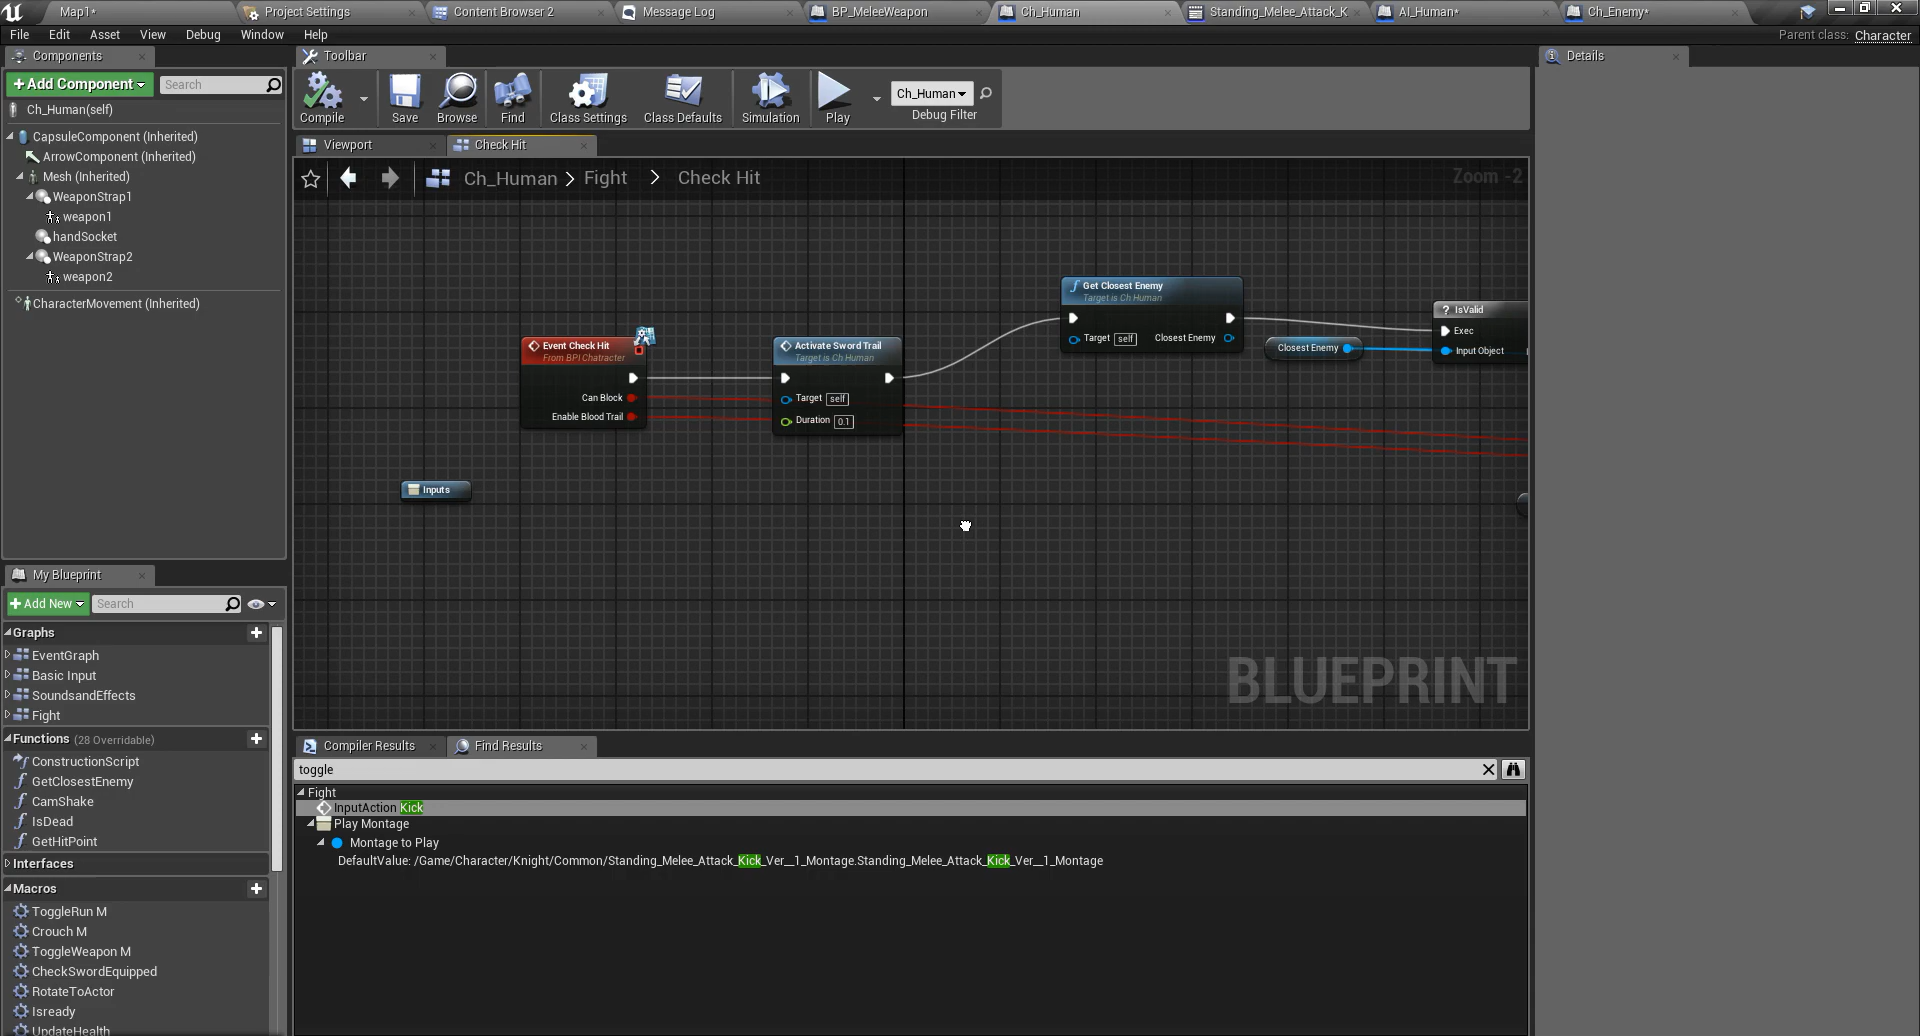 Map1*
Project Settings
Content Browser 2
Message Log
BP_MeleeWeapon
Ch_Human
Standing_Melee_Attack_K
AI_Human*
Ch_Enemy*
File Edit Asset View Debug Window Help
Parent class: Character
Components
Toolbar
Details
+Add Component
Search
Ch_Human(self)
CapsuleComponent (Inherited)
ArrowComponent (Inherited)
Mesh (Inherited)
WeaponStrap1
weapon1
handSocket
WeaponStrap2
weapon2
CharacterMovement (Inherited)
Compile
Save
Browse
Find
Class Settings
Class Defaults
Simulation
Play
Ch_Human
Debug Filter
Viewport
Check Hit
Ch_Human > Fight > Check Hit
Zoom -2
Get Closest Enemy
Target is Ch Human
Target self
Closest Enemy
IsValid
Exec
Input Object
Closest Enemy
Event Check Hit
From BPI Chatracter
Can Block
Enable Blood Trail
Activate Sword Trail
Target is Ch Human
Target self
Duration 0.1
Inputs
BLUEPRINT
My Blueprint
+Add New
Search
Graphs
EventGraph
Basic Input
SoundsandEffects
Fight
Functions (28 Overridable)
ConstructionScript
GetClosestEnemy
CamShake
IsDead
GetHitPoint
Interfaces
Macros
ToggleRun M
Crouch M
ToggleWeapon M
CheckSwordEquipped
RotateToActor
Isready
UpdateHealth
Compiler Results
Find Results
toggle
Fight
InputAction Kick
Play Montage
Montage to Play
DefaultValue: /Game/Character/Knight/Common/Standing_Melee_Attack_Kick_Ver__1_Montage.Standing_Melee_Attack_Kick_Ver__1_Montage